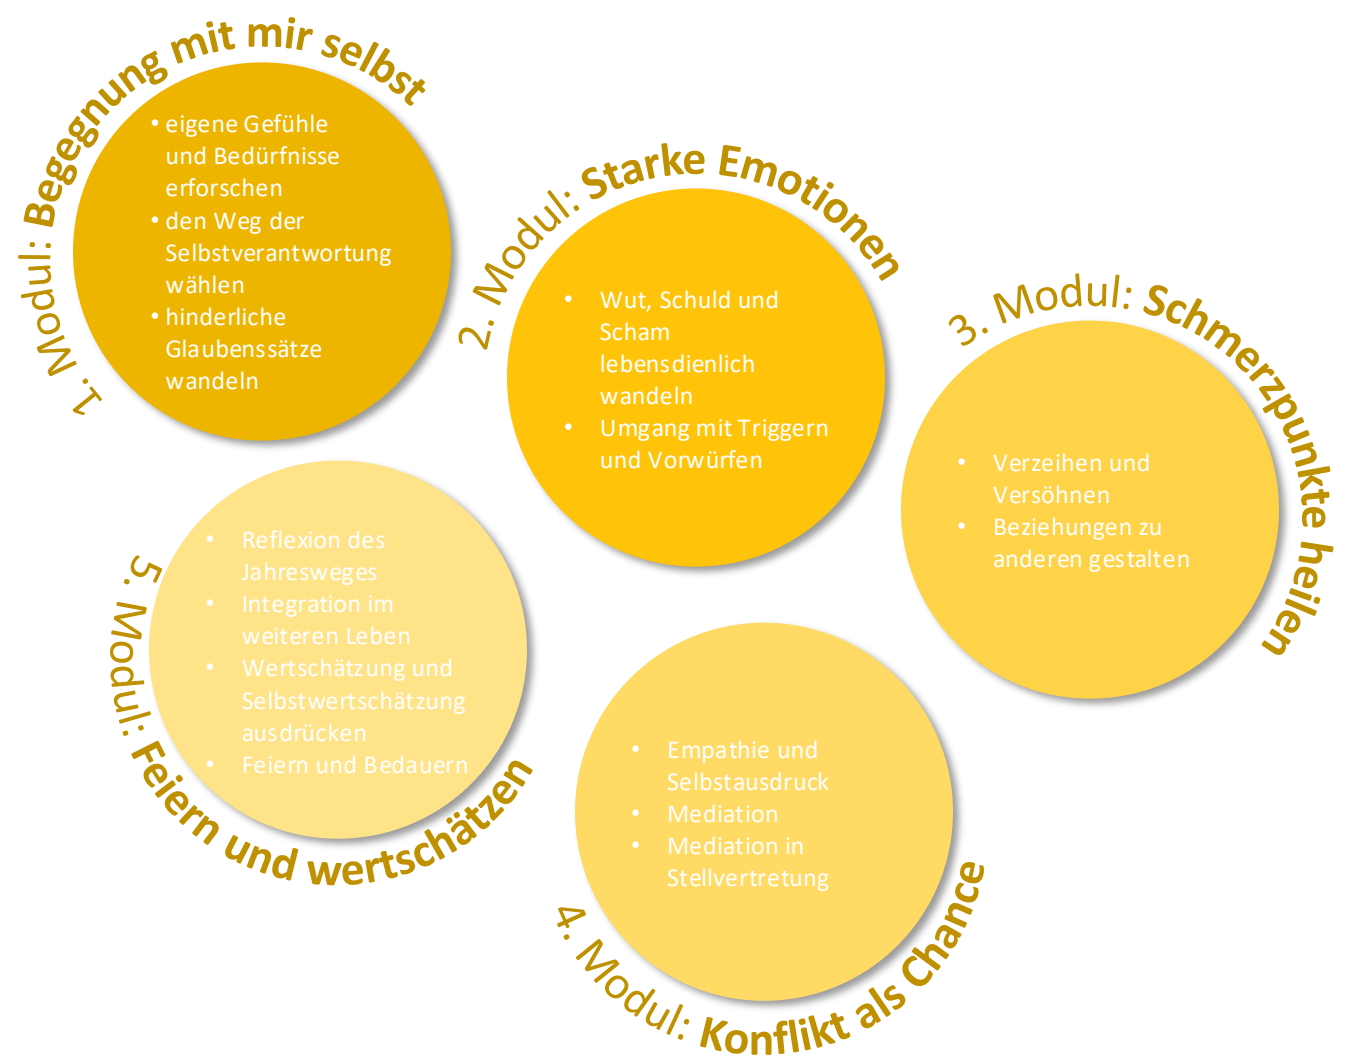 1. Modul: Begegnung mit mir selbst
• eigene Gefühle
und Bedürfnisse
erforschen
• den Weg der
Selbstverantwortung
wählen
• hinderliche
Glaubenssätze
wandeln
2. Modul: Starke Emotionen
• Wut, Schuld und
Scham
lebensdienlich
wandeln
• Umgang mit Triggern
und Vorwürfen
3. Modul: Schmerzpunkte heilen
• Verzeihen und
Versöhnen
• Beziehungen zu
anderen gestalten
4. Modul: Konflikt als Chance
• Empathie und
Selbstausdruck
• Mediation
• Mediation in
Stellvertretung
5. Modul: Feiern und wertschätzen
• Reflexion des
Jahresweges
• Integration im
weiteren Leben
• Wertschätzung und
Selbstwertschätzung
ausdrücken
• Feiern und Bedauern